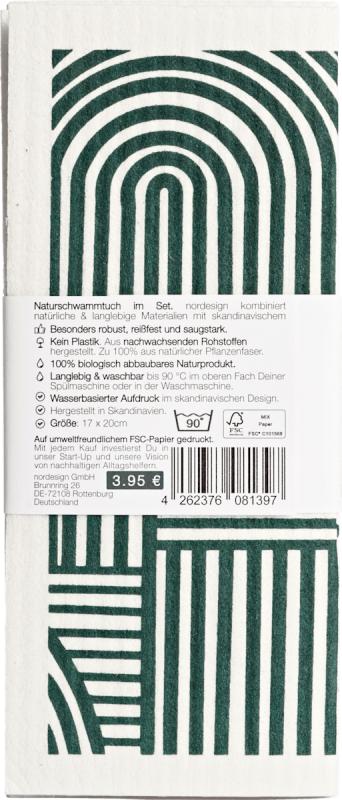 Naturschwammtuch im Set. nordesign kombiniert
natürliche & langlebige Materialien mit skandinavischem
Besonders robust, reißfest und saugstark.
Kein Plastik. Aus nachwachsenden Rohstoffen
hergestellt. Zu 100% aus natürlicher Pflanzenfaser.
100% biologisch abbaubares Naturprodukt.
Langlebig & waschbar bis 90 °C im oberen Fach Deiner
Spülmaschine oder in der Waschmaschine.
Wasserbasierter Aufdruck im skandinavischen Design.
Hergestellt in Skandinavien.
Größe: 17 x 20cm
90°
FSC
MIX
Paper
FSC® C101568
Auf umweltfreundlichem FSC-Papier gedruckt.
Mit jedem Kauf investierst Du in
unser Start-Up und unsere Vision
von nachhaltigen Alltagshelfern.
nordesign GmbH
Brunnring 26
DE-72108 Rottenburg
Deutschland
3.95 €
4 262376 081397